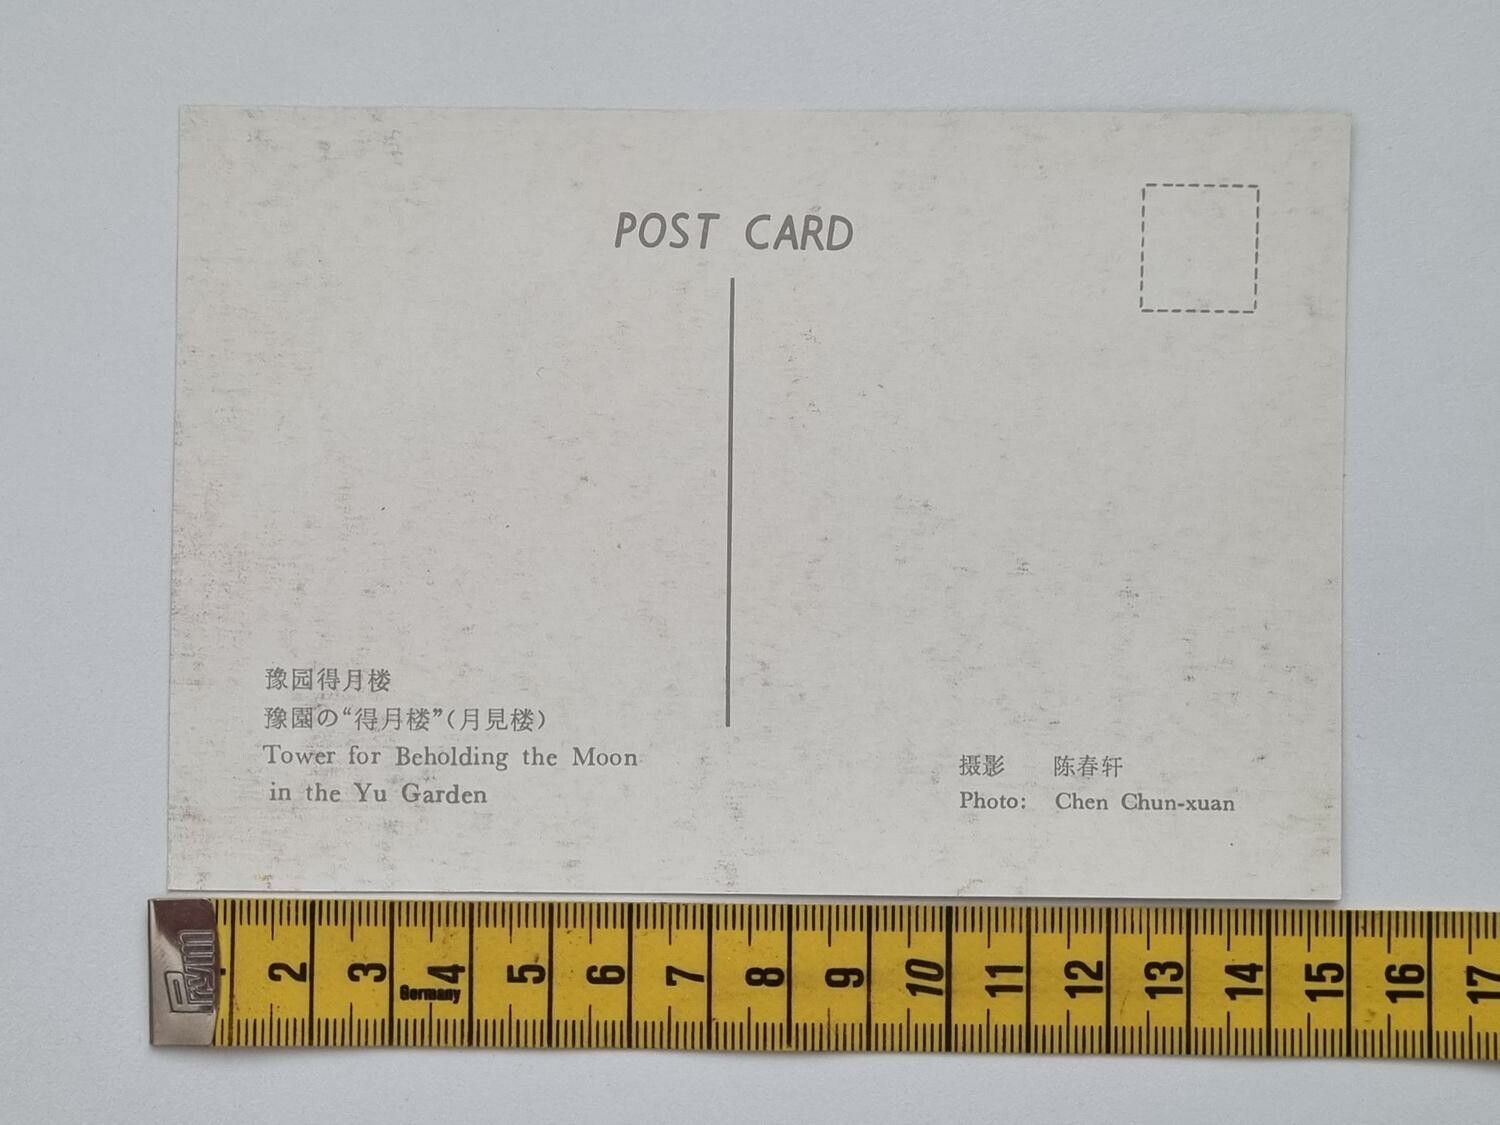 POST CARD
豫园得月楼
豫園の“得月楼”(月見楼)
Tower for Beholding the Moon
in the Yu Garden
摄影 陈春轩
Photo: Chen Chun-xuan
Prym
2 3 4 5 6 7 8 9 10 11 12 13 14 15 16 17
Germany